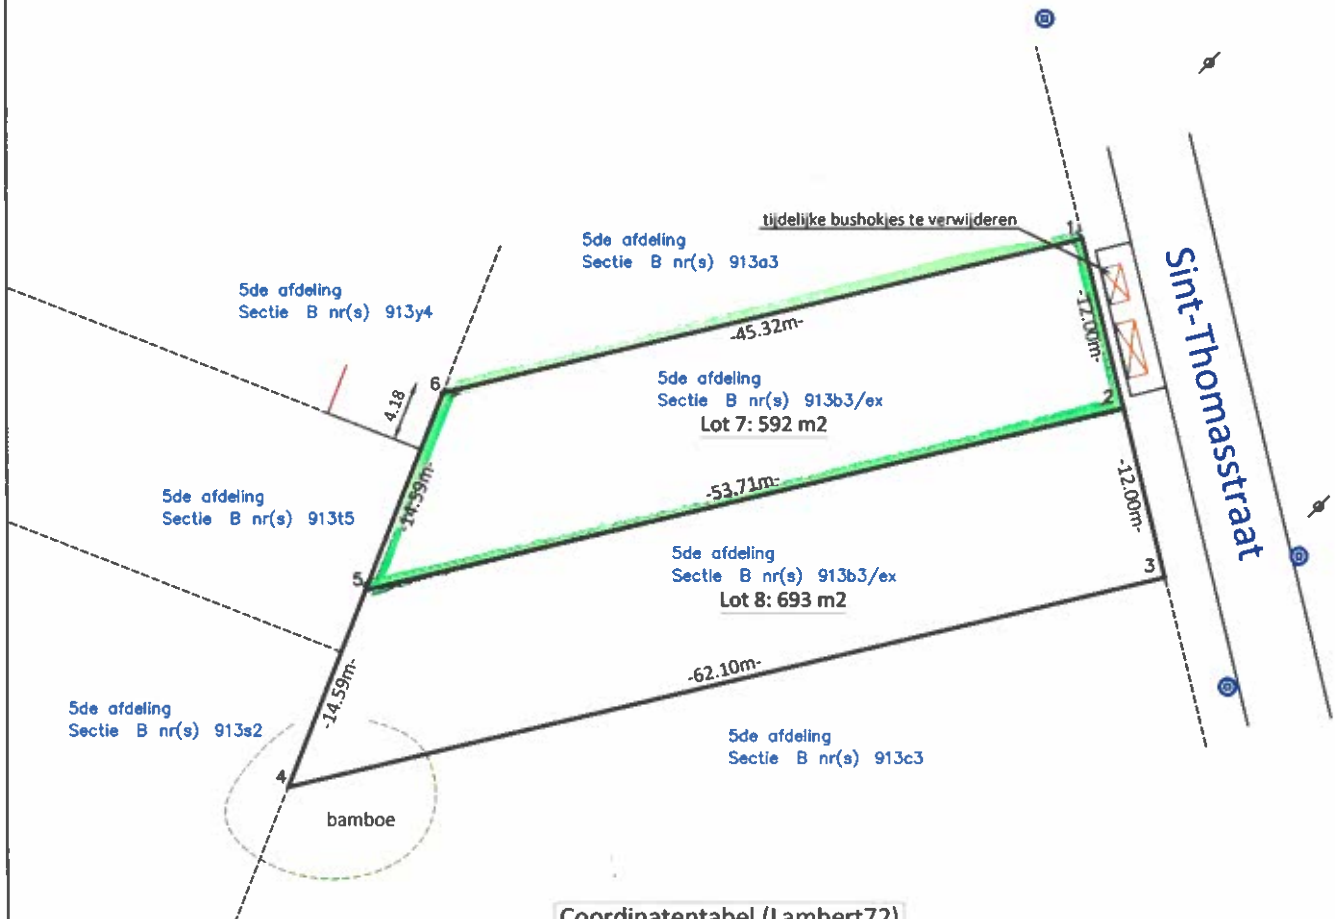 tijdelijke bushokjes te verwijderen
1
5de afdeling
Sectie B nr(s) 913a3
5de afdeling
Sectie B nr(s) 913y4
Sint-Thomasstraat
-45.32m-
-12.00m-
6
4.18
5de afdeling
Sectie B nr(s) 913b3/ex
Lot 7: 592 m2
2
-14.59m-
-53.71m-
-12.00m-
5de afdeling
Sectie B nr(s) 913t5
5
5de afdeling
Sectie B nr(s) 913b3/ex
Lot 8: 693 m2
3
-62.10m-
-14.59m-
5de afdeling
Sectie B nr(s) 913s2
5de afdeling
Sectie B nr(s) 913c3
4
bamboe
Coordinatentabel (Lambert72)